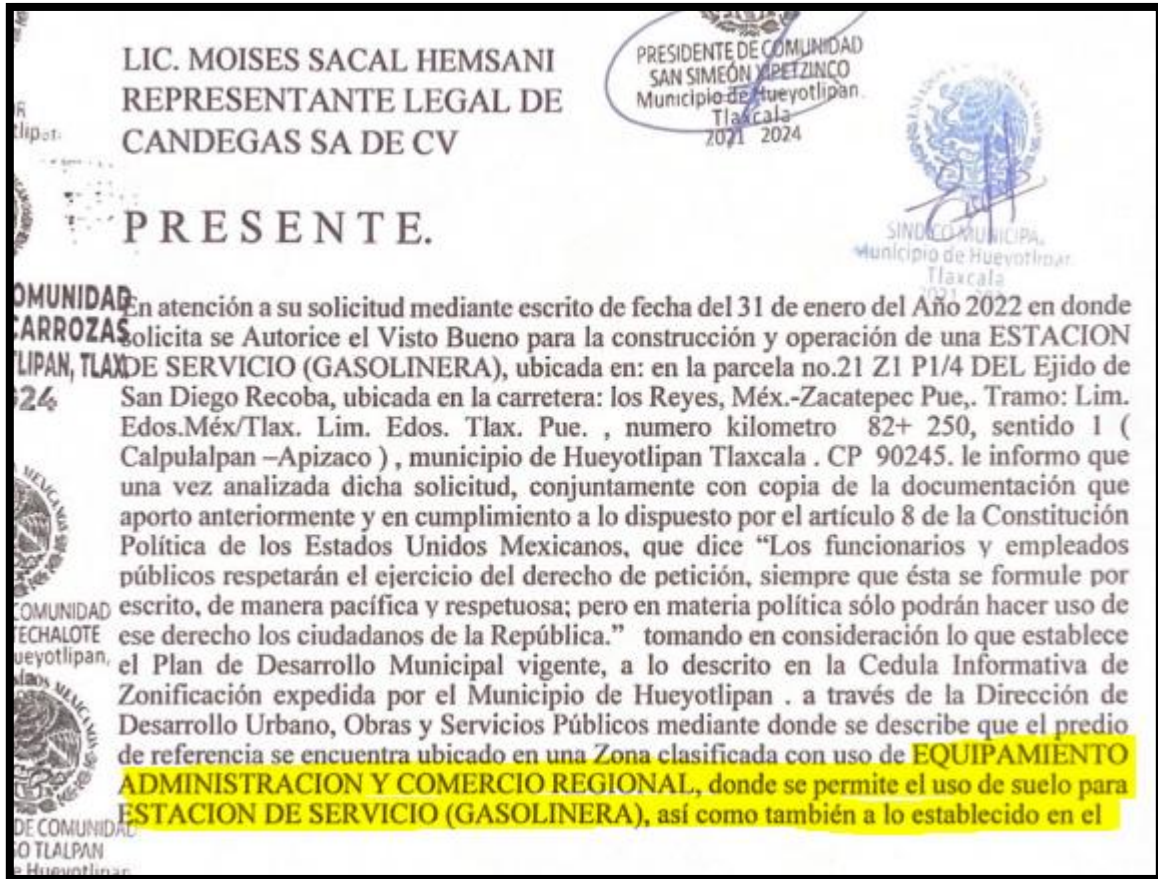 LIC. MOISES SACAL HEMSANI
REPRESENTANTE LEGAL DE
CANDEGAS SA DE CV
PRESIDENTE DE COMUNIDAD
SAN SIMEÓN XIPETZINCO
Municipio de Hueyotlipan.
Tlaxcala
2021 2024
P R E S E N T E.
SINDICO MUNICIPAL
Municipio de Hueyotlipan
Tlaxcala
En atención a su solicitud mediante escrito de fecha del 31 de enero del Año 2022 en donde
solicita se Autorice el Visto Bueno para la construcción y operación de una ESTACION
DE SERVICIO (GASOLINERA), ubicada en: en la parcela no.21 Z1 P1/4 DEL Ejido de
San Diego Recoba, ubicada en la carretera: los Reyes, Méx.-Zacatepec Pue,. Tramo: Lim.
Edos.Méx/Tlax. Lim. Edos. Tlax. Pue. , numero kilometro 82+ 250, sentido 1 (
Calpulalpan –Apizaco ) , municipio de Hueyotlipan Tlaxcala . CP 90245. le informo que
una vez analizada dicha solicitud, conjuntamente con copia de la documentación que
aporto anteriormente y en cumplimiento a lo dispuesto por el artículo 8 de la Constitución
Política de los Estados Unidos Mexicanos, que dice “Los funcionarios y empleados
públicos respetarán el ejercicio del derecho de petición, siempre que ésta se formule por
escrito, de manera pacífica y respetuosa; pero en materia política sólo podrán hacer uso de
ese derecho los ciudadanos de la República.” tomando en consideración lo que establece
el Plan de Desarrollo Municipal vigente, a lo descrito en la Cedula Informativa de
Zonificación expedida por el Municipio de Hueyotlipan . a través de la Dirección de
Desarrollo Urbano, Obras y Servicios Públicos mediante donde se describe que el predio
de referencia se encuentra ubicado en una Zona clasificada con uso de EQUIPAMIENTO
ADMINISTRACION Y COMERCIO REGIONAL, donde se permite el uso de suelo para
ESTACION DE SERVICIO (GASOLINERA), así como también a lo establecido en el
OMUNIDAD
CARROZAS
TLIPAN, TLAX
024
COMUNIDAD
TECHALOTE
ueyotlipan,
DE COMUNIDAD
SO TLALPAN
e Hueyotlipan